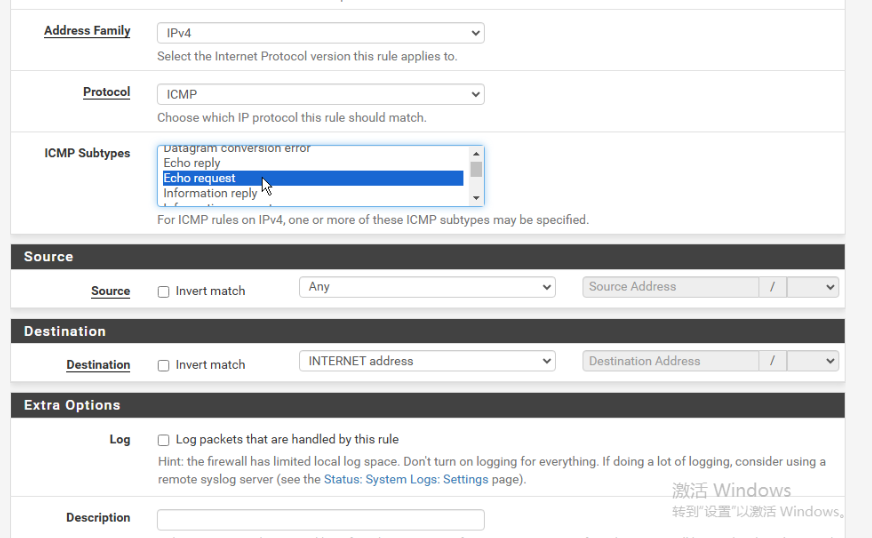 Address Family
IPv4
Select the Internet Protocol version this rule applies to.
Protocol
ICMP
Choose which IP protocol this rule should match.
ICMP Subtypes
Datagram conversion error
Echo reply
Echo request
Information reply
For ICMP rules on IPv4, one or more of these ICMP subtypes may be specified.
Source
Source
Invert match
Any
Source Address
/
Destination
Destination
Invert match
INTERNET address
Destination Address
/
Extra Options
Log
Log packets that are handled by this rule
Hint: the firewall has limited local log space. Don't turn on logging for everything. If doing a lot of logging, consider using a
remote syslog server (see the Status: System Logs: Settings page).
激活 Windows
转到"设置"以激活 Windows。
Description